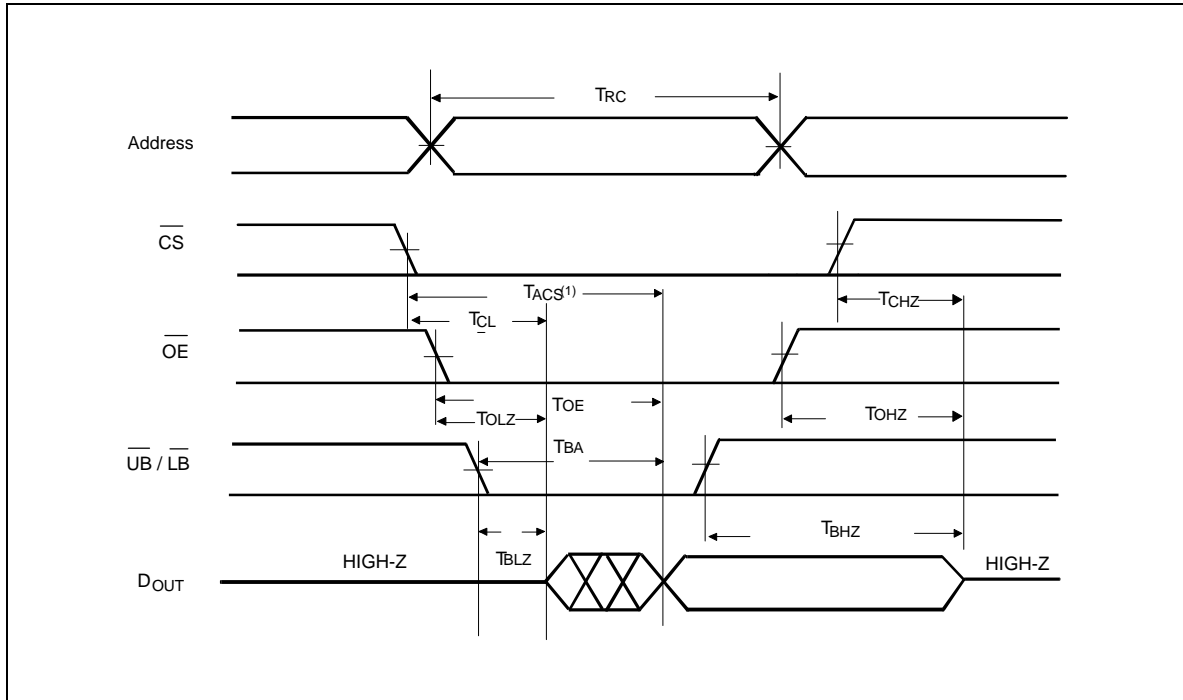 TRC
Address
CS
TACS(1)
TCHZ
TCL
OE
TOE
TOLZ
TOHZ
TBA
UB / LB
TBHZ
TBLZ
HIGH-Z
HIGH-Z
DOUT